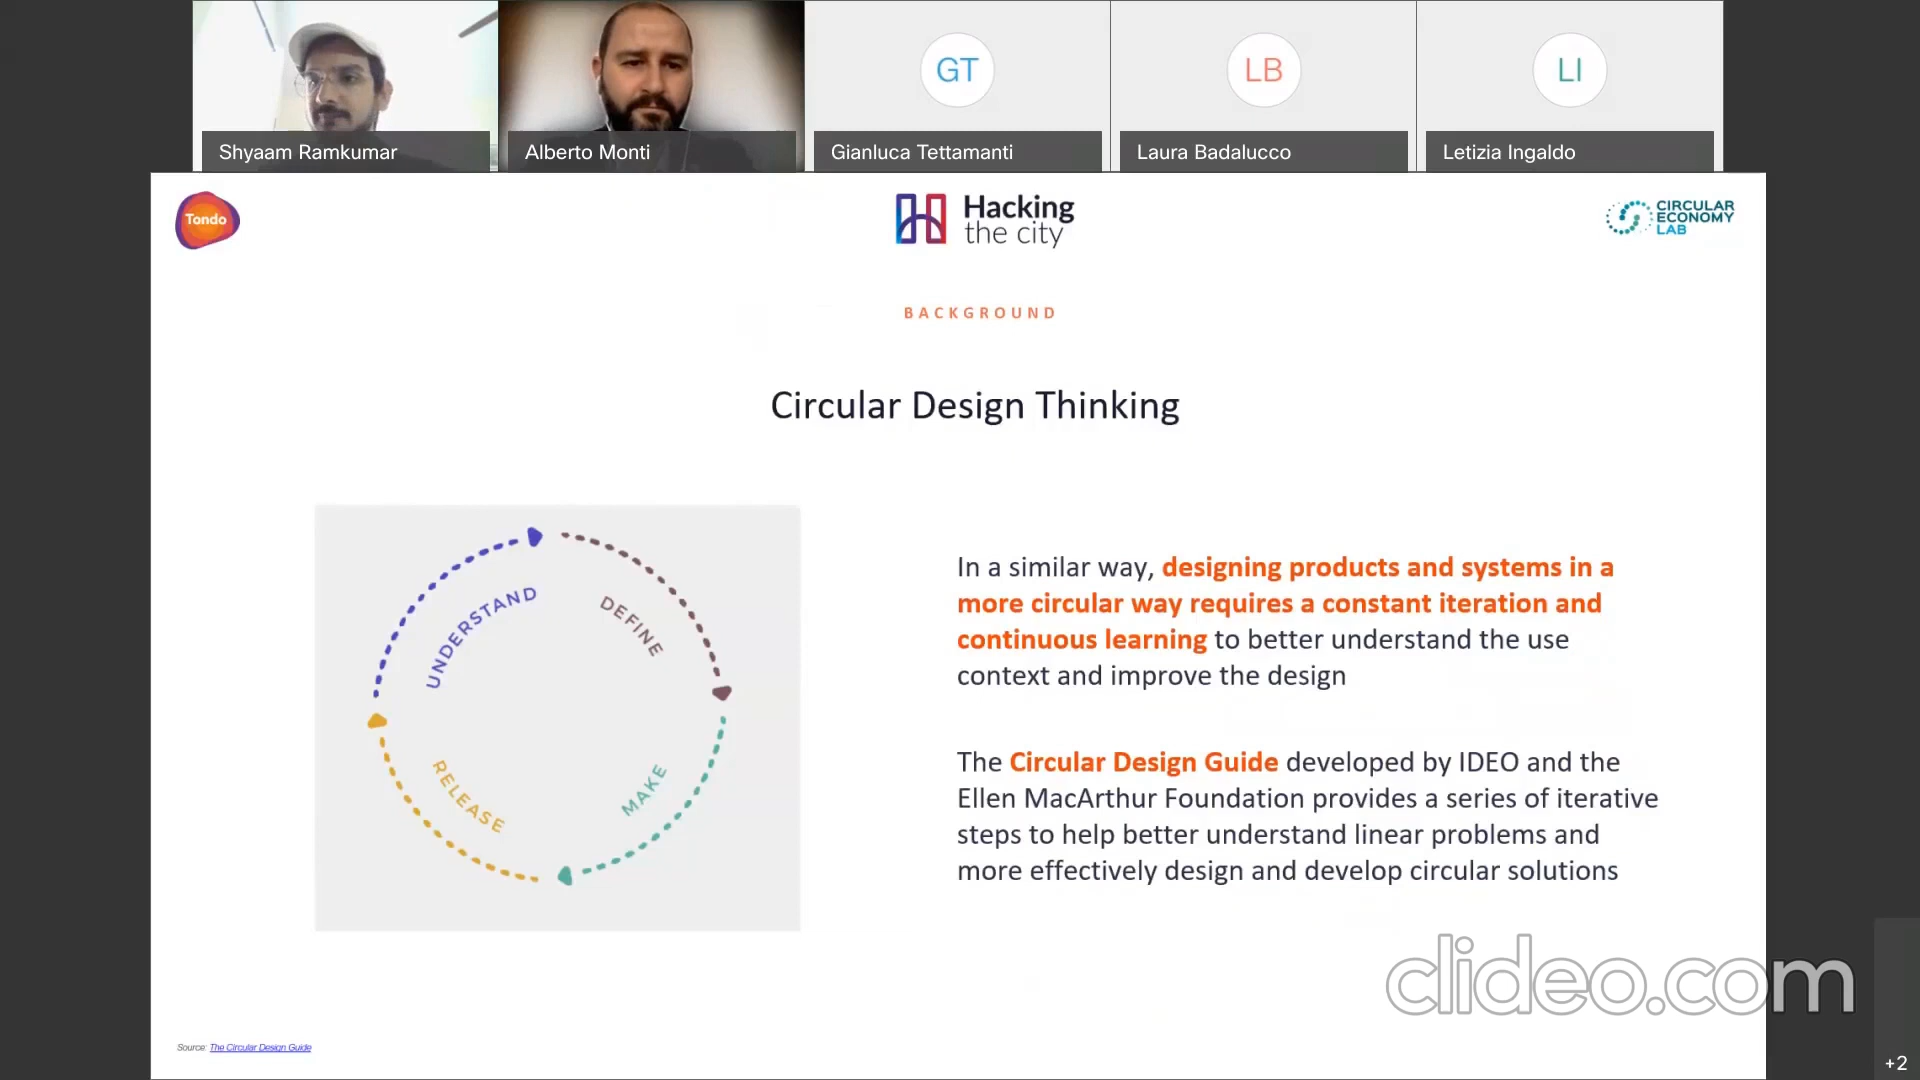 GT
LB
LI
Shyaam Ramkumar
Alberto Monti
Gianluca Tettamanti
Laura Badalucco
Letizia Ingaldo
Tondo
Hacking
the city
CIRCULAR
ECONOMY
LAB
BACKGROUND
Circular Design Thinking
UNDERSTAND
DEFINE
MAKE
RELEASE
In a similar way, designing products and systems in a
more circular way requires a constant iteration and
continuous learning to better understand the use
context and improve the design
The Circular Design Guide developed by IDEO and the
Ellen MacArthur Foundation provides a series of iterative
steps to help better understand linear problems and
more effectively design and develop circular solutions
clideo.com
Source: The Circular Design Guide
+2